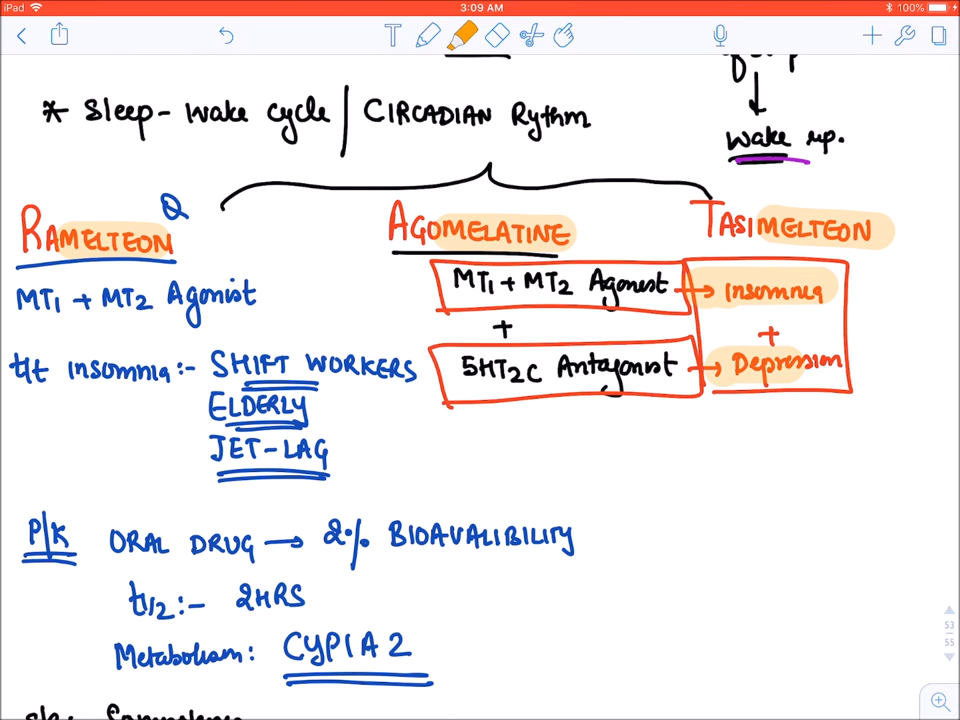 iPad 3:09 AM 100%
wake up.
* Sleep-Wake cycle | CIRCADIAN Rythm
RAMELTEON Q
MT1 + MT2 Agonist
t/t insomnia:- SHIFT WORKERS
ELDERLY
JET-LAG
AGOMELATINE
MT1 + MT2 Agonist → insomnia
+ +
5HT2C Antagonist → Depression
TASIMELTEON
P/K ORAL DRUG → 2% BIOAVALIBILITY
t1/2:- 2HRS
Metabolism: CYP1A2
53
55